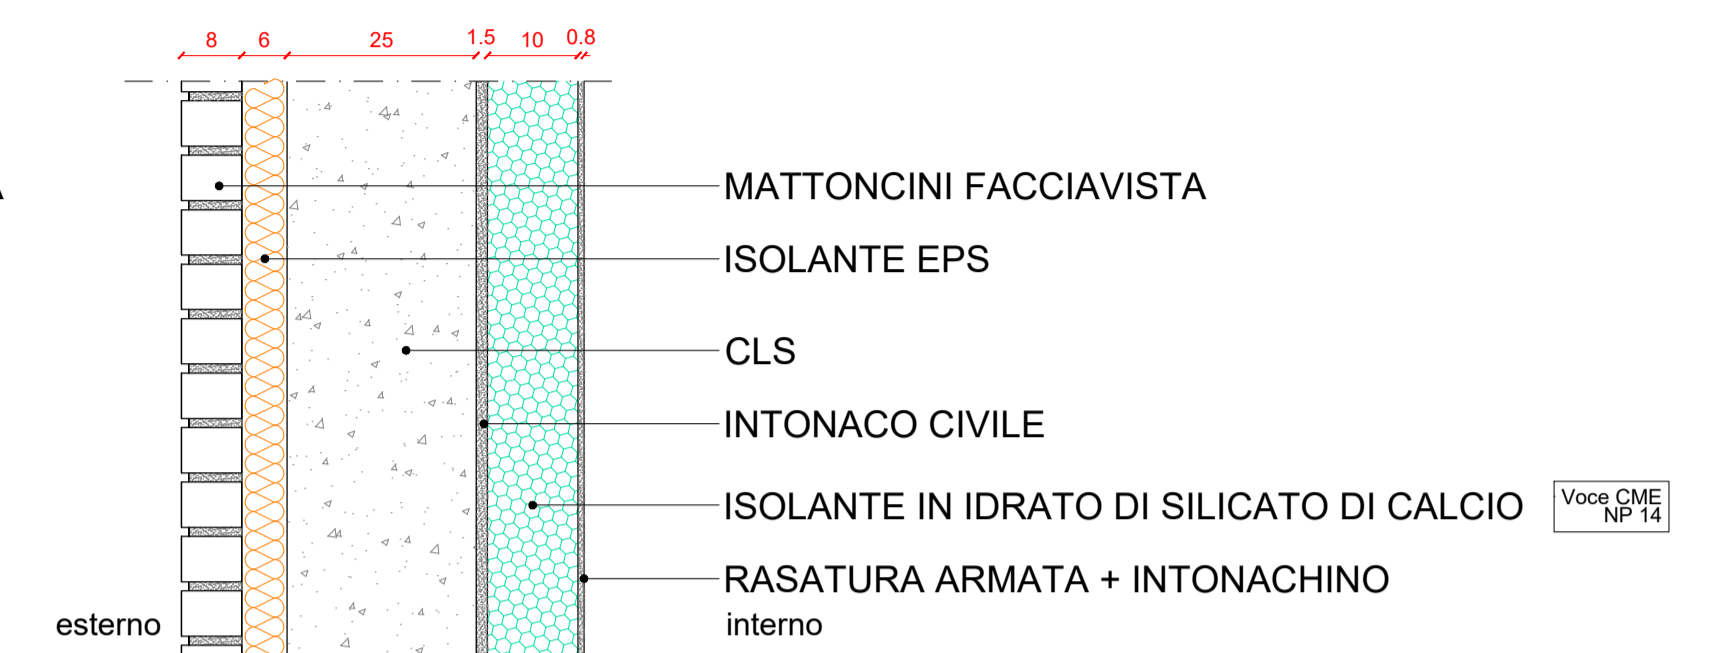 8 6 25 1.5 10 0.8
MATTONCINI FACCIAVISTA
ISOLANTE EPS
CLS
INTONACO CIVILE
ISOLANTE IN IDRATO DI SILICATO DI CALCIO
Voce CME
NP 14
RASATURA ARMATA + INTONACHINO
esterno
interno